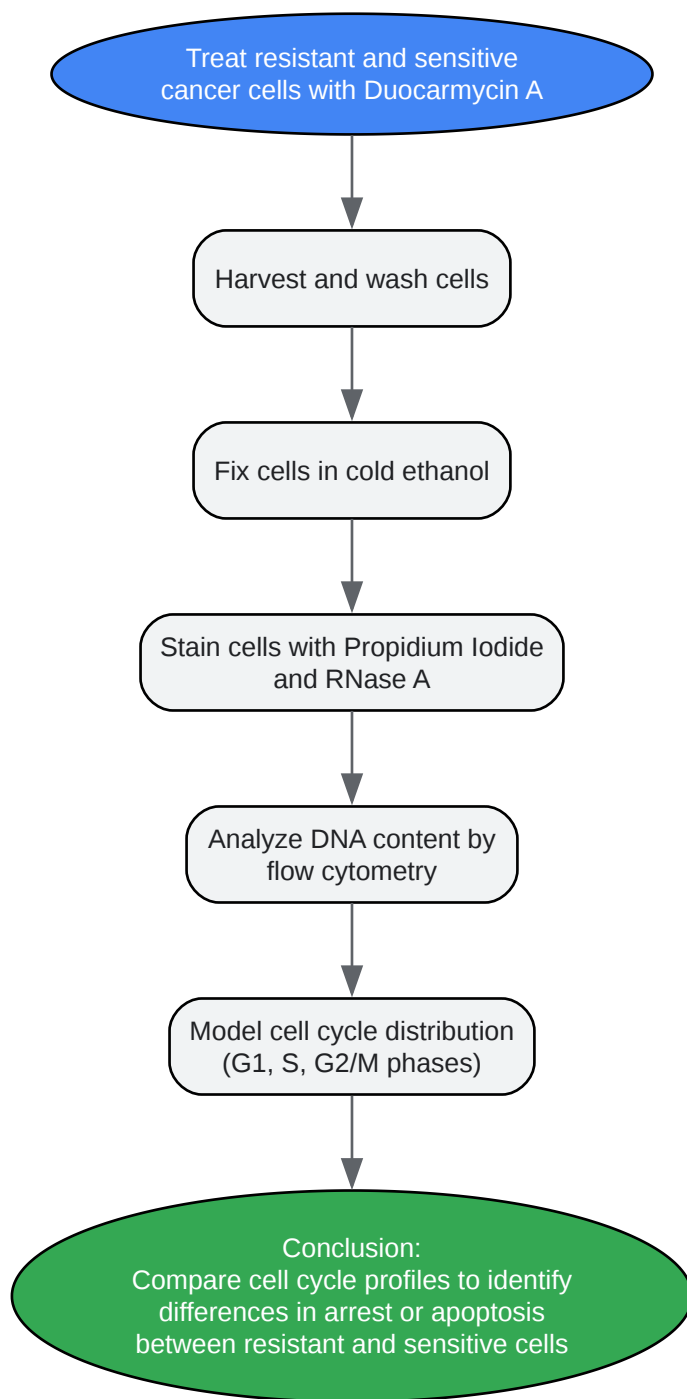 Treat resistant and sensitive
cancer cells with Duocarmycin A
Harvest and wash cells
Fix cells in cold ethanol
Stain cells with Propidium Iodide
and RNase A
Analyze DNA content by
flow cytometry
Model cell cycle distribution
(G1, S, G2/M phases)
Conclusion:
Compare cell cycle profiles to identify
differences in arrest or apoptosis
between resistant and sensitive cells